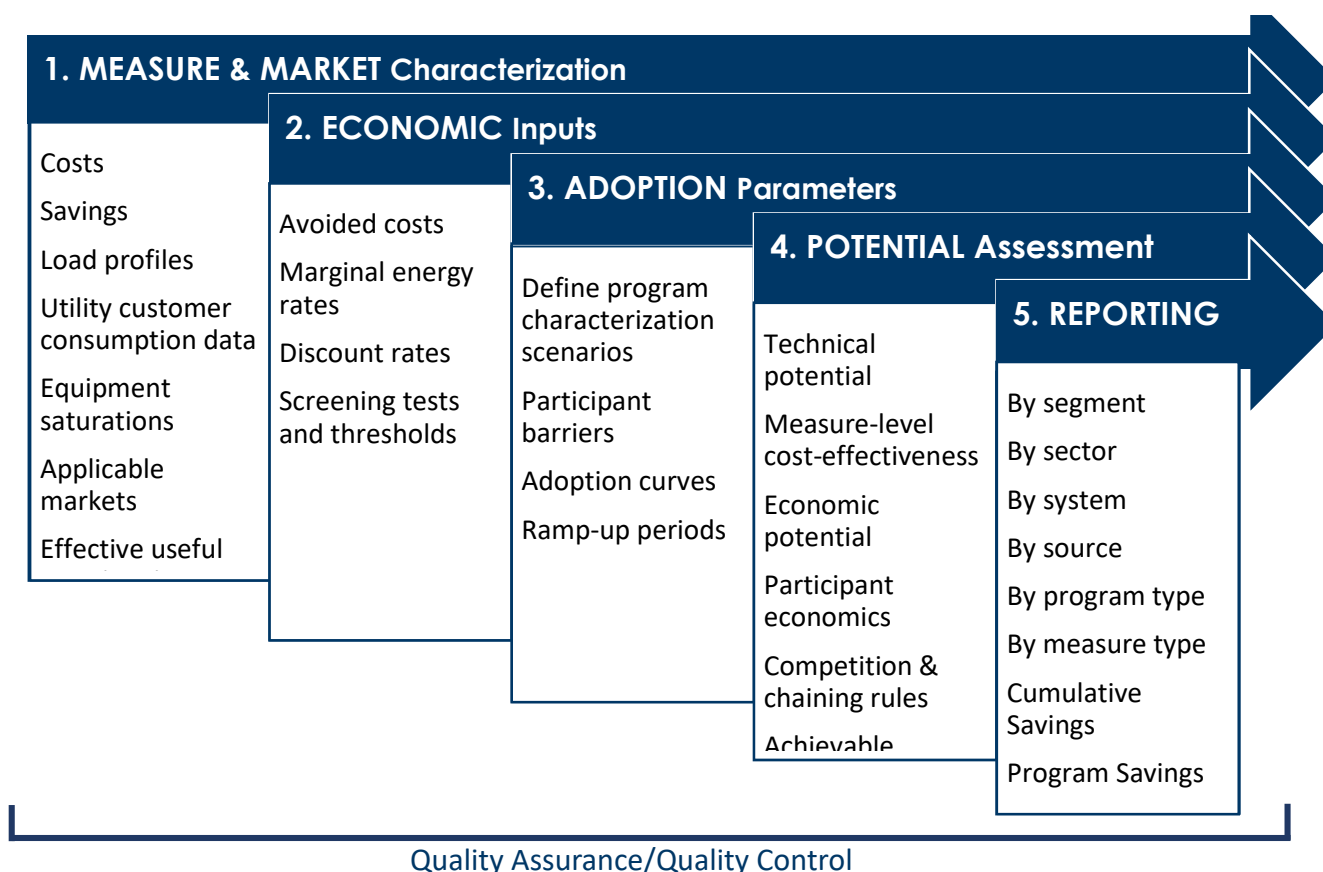 1. MEASURE & MARKET Characterization
Costs
Savings
Load profiles
Utility customer
consumption data
Equipment
saturations
Applicable
markets
Effective useful
2. ECONOMIC Inputs
Avoided costs
Marginal energy
rates
Discount rates
Screening tests
and thresholds
3. ADOPTION Parameters
Define program
characterization
scenarios
Participant
barriers
Adoption curves
Ramp-up periods
4. POTENTIAL Assessment
Technical
potential
Measure-level
cost-effectiveness
Economic
potential
Participant
economics
Competition &
chaining rules
Achievable
5. REPORTING
By segment
By sector
By system
By source
By program type
By measure type
Cumulative
Savings
Program Savings
Quality Assurance/Quality Control